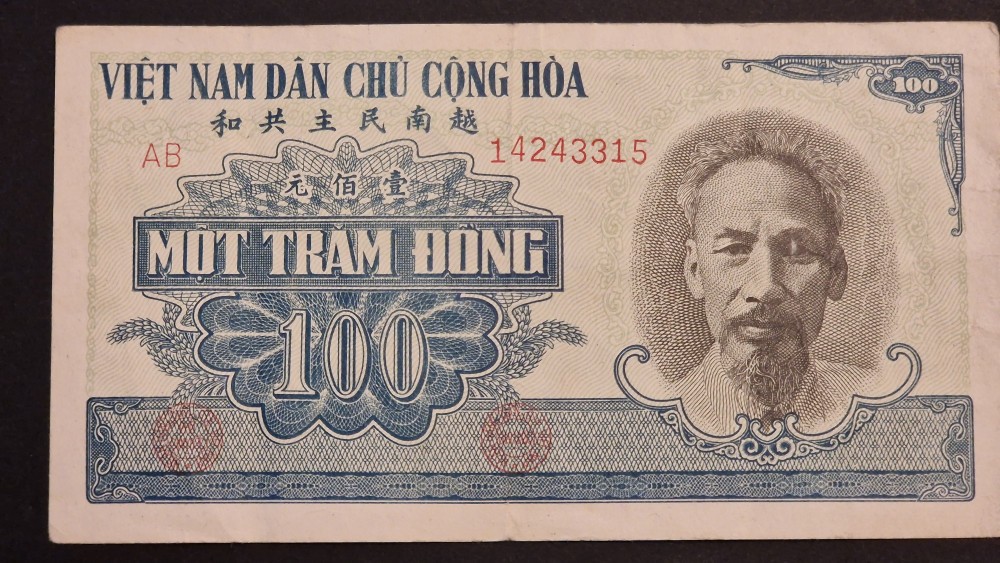 VIỆT NAM DÂN CHỦ CỘNG HÒA
100
和共主民南越
AB 14243315
元佰壹
MỘT TRĂM ĐỒNG
100